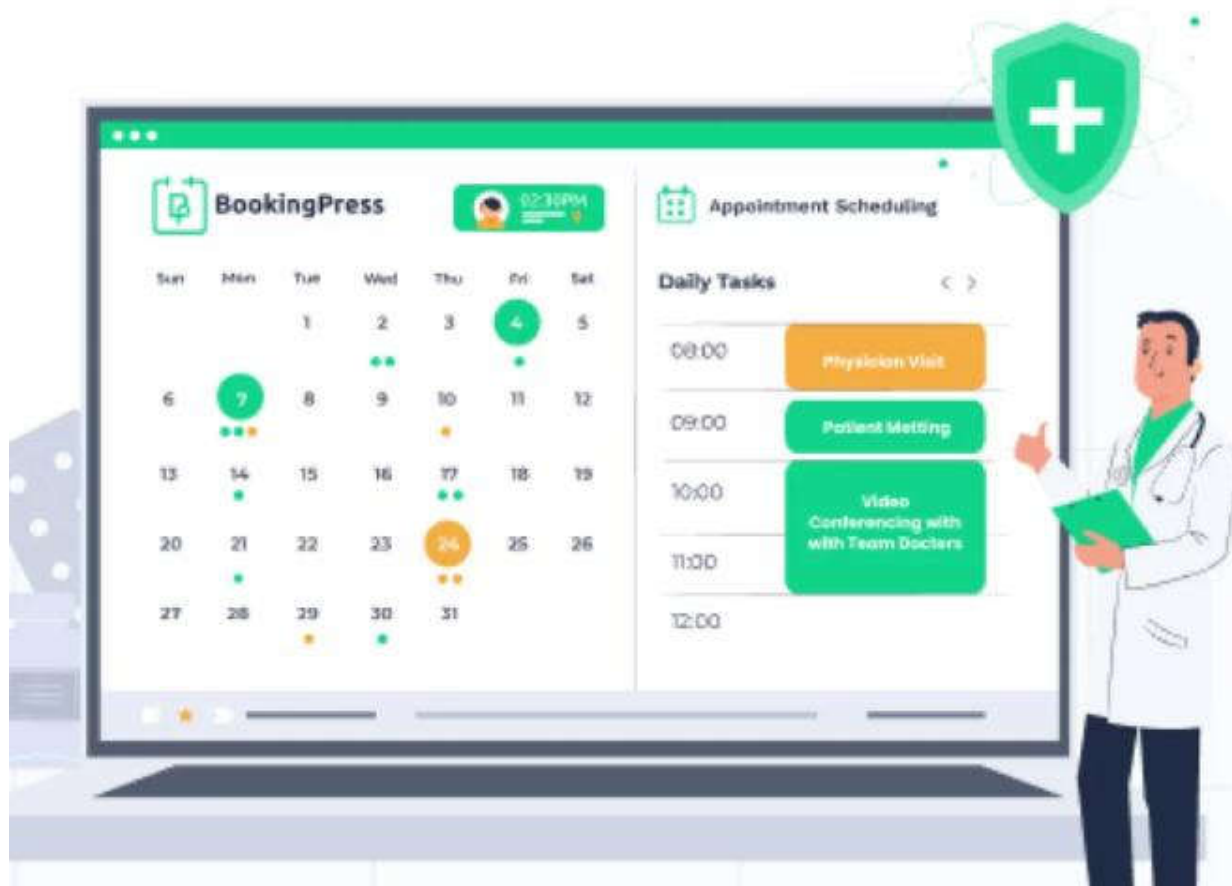 BookingPress
02:30PM
Appointment Scheduling
Sun Mon Tue Wed Thu Fri Sat
1 2 3 4 5
6 7 8 9 10 11 12
13 14 15 16 17 18 19
20 21 22 23 24 25 26
27 28 29 30 31
Daily Tasks
08:00
Physician Visit
09:00
Patient Metting
10:00
Video
Conferencing with
with Team Docters
11:00
12:00